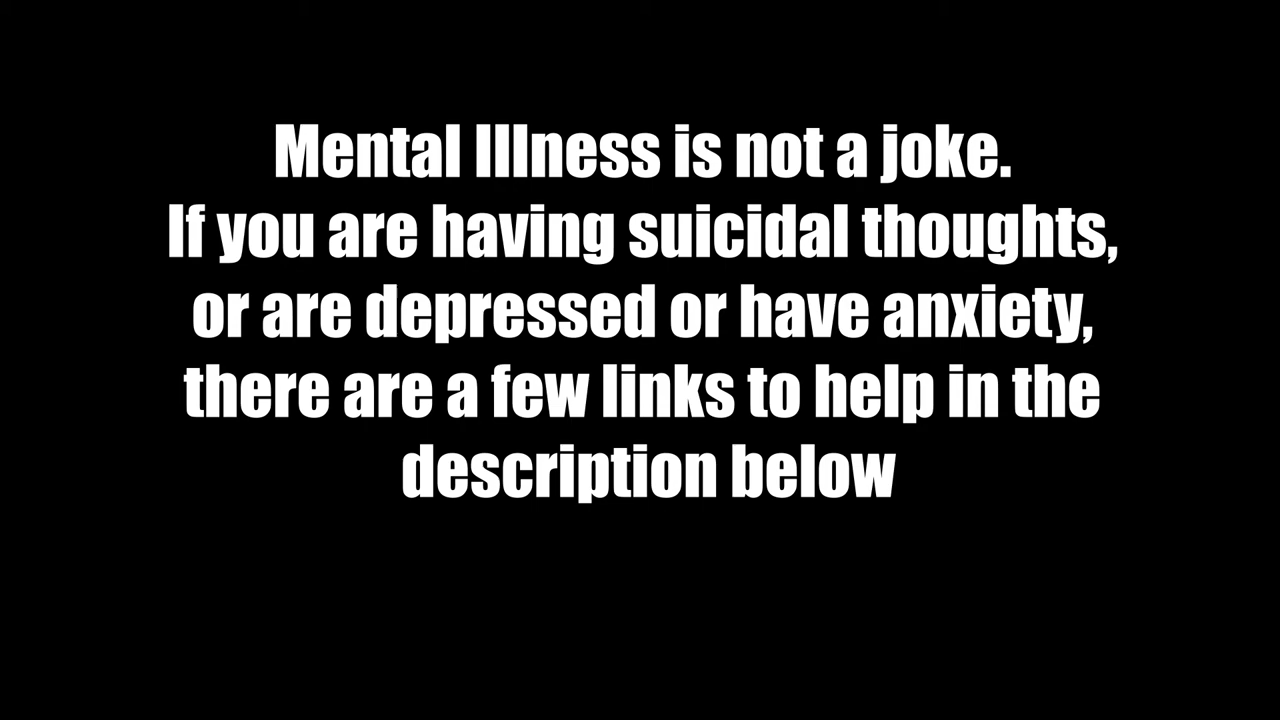 Mental Illness is not a joke.
If you are having suicidal thoughts,
or are depressed or have anxiety,
there are a few links to help in the
description below